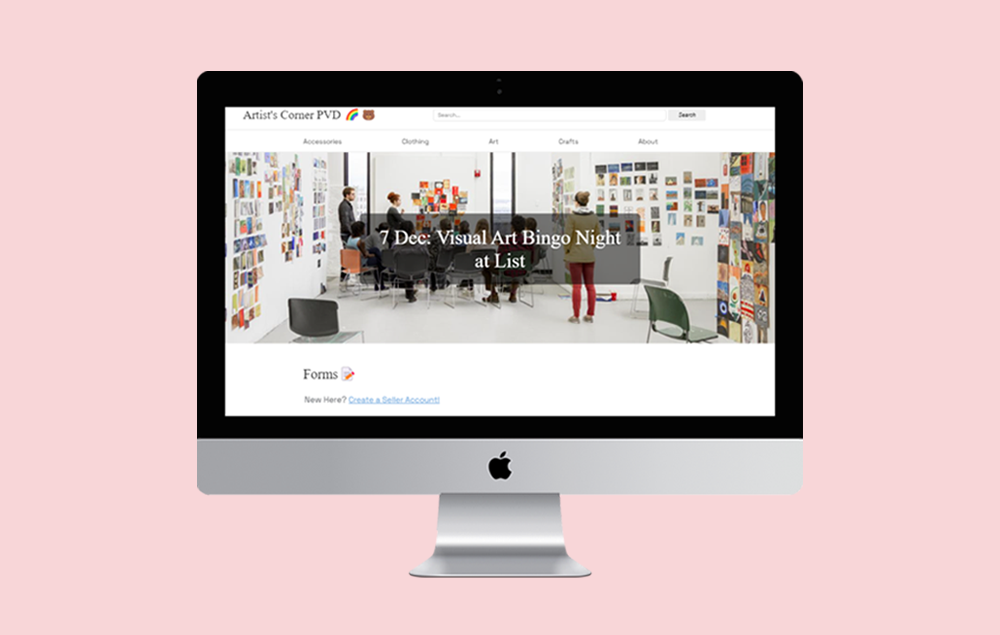 Artist's Corner PVD 🌈🐻
Search...
Search
Accessories
Clothing
Art
Crafts
About
7 Dec: Visual Art Bingo Night
at List
Forms 📝
New Here? Create a Seller Account!